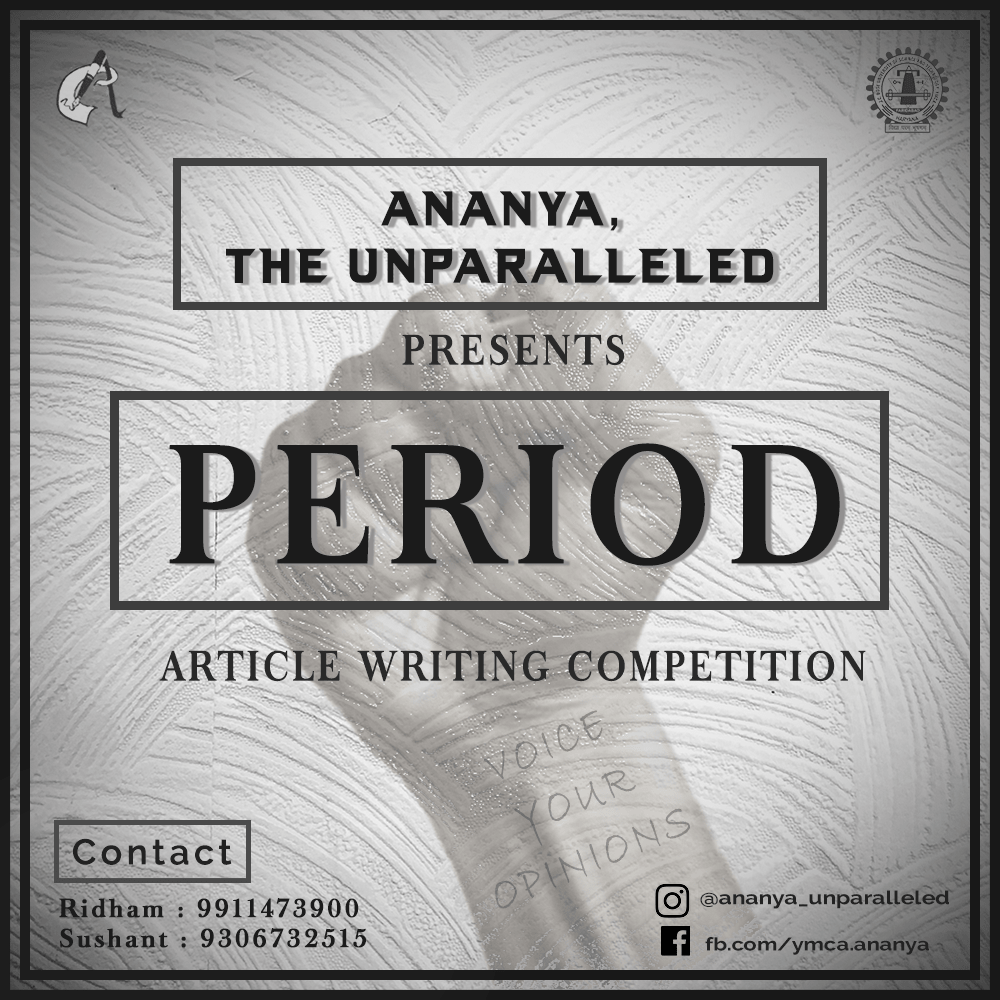 ANANYA,
THE UNPARALLELED
PRESENTS
PERIOD
ARTICLE WRITING COMPETITION
VOICE
YOUR
OPINIONS
Contact
Ridham : 9911473900
Sushant : 9306732515
@ananya_unparalleled
fb.com/ymca.ananya